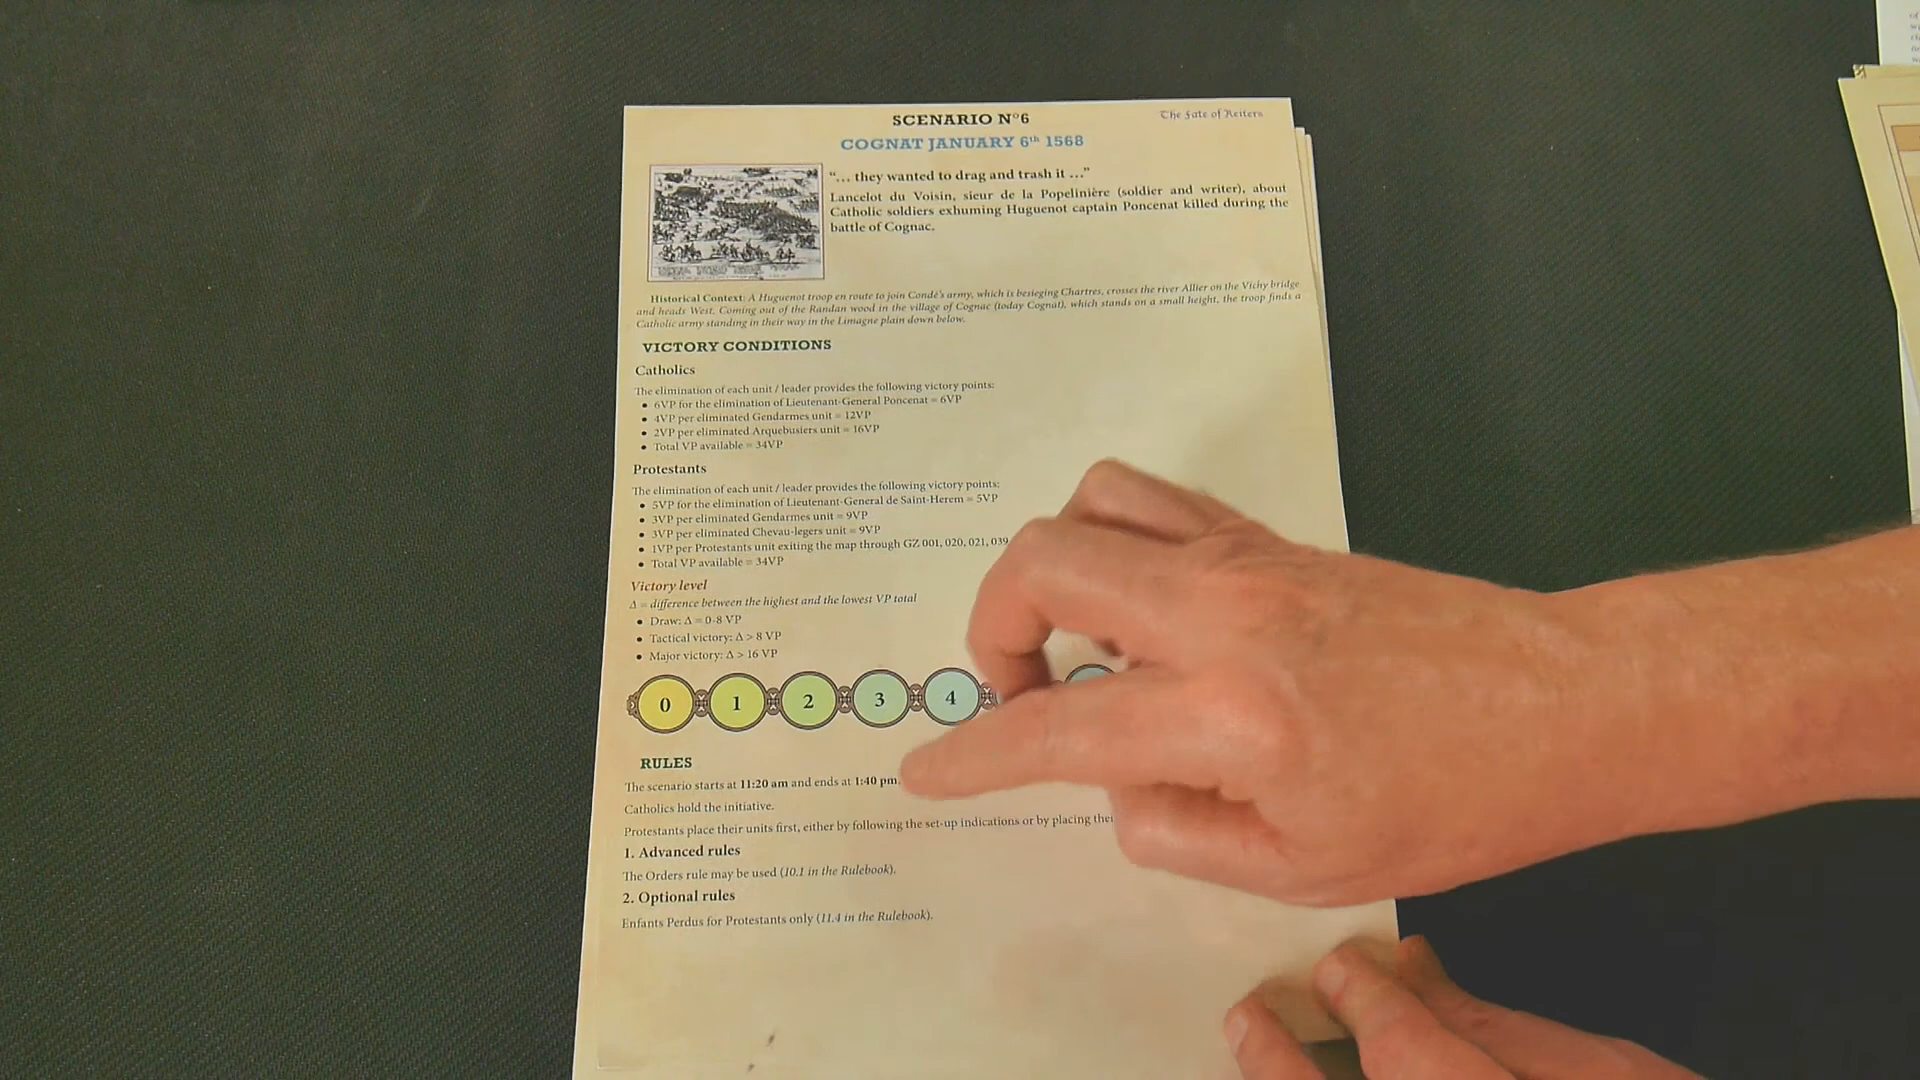 SCENARIO N°6
The Fate of Reiters
COGNAT JANUARY 6th 1568
"... they wanted to drag and trash it ..."
Lancelot du Voisin, sieur de la Popelinière (soldier and writer), about
Catholic soldiers exhuming Huguenot captain Poncenat killed during the
battle of Cognac.
Historical Context: A Huguenot troop en route to join Condé's army, which is besieging Chartres, crosses the river Allier on the Vichy bridge
and heads West. Coming out of the Randan wood in the village of Cognac (today Cognat), which stands on a small height, the troop finds a
Catholic army standing in their way in the Limagne plain down below.
VICTORY CONDITIONS
Catholics
The elimination of each unit / leader provides the following victory points:
• 6VP for the elimination of Lieutenant-General Poncenat = 6VP
• 4VP per eliminated Gendarmes unit = 12VP
• 2VP per eliminated Arquebusiers unit = 16VP
• Total VP available = 34VP
Protestants
The elimination of each unit / leader provides the following victory points:
• 5VP for the elimination of Lieutenant-General de Saint-Herem = 5VP
• 3VP per eliminated Gendarmes unit = 9VP
• 3VP per eliminated Chevau-legers unit = 9VP
• 1VP per Protestants unit exiting the map through GZ 001, 020, 021, 039
• Total VP available = 34VP
Victory level
Δ = difference between the highest and the lowest VP total
• Draw: Δ = 0-8 VP
• Tactical victory: Δ > 8 VP
• Major victory: Δ > 16 VP
0 1 2 3 4
RULES
The scenario starts at 11:20 am and ends at 1:40 pm.
Catholics hold the initiative.
Protestants place their units first, either by following the set-up indications or by placing
1. Advanced rules
The Orders rule may be used (10.1 in the Rulebook).
2. Optional rules
Enfants Perdus for Protestants only (11.4 in the Rulebook).